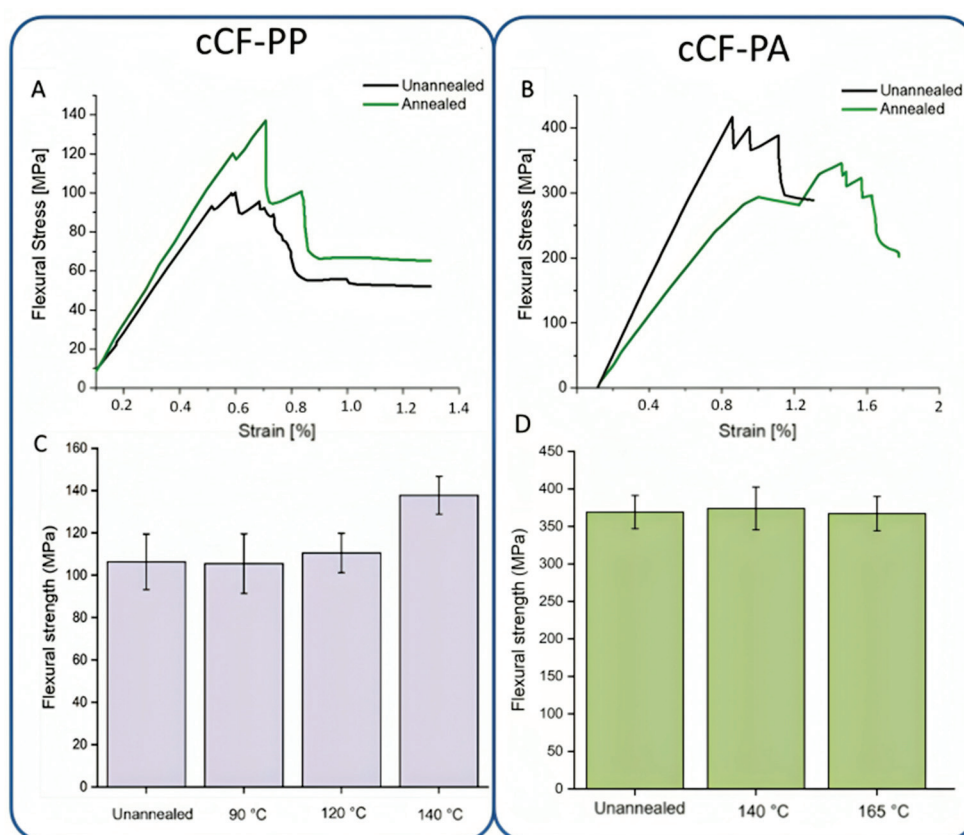 cCF-PP
cCF-PA
A
Unannealed
Annealed
Flexural Stress [MPa]
140
120
100
80
60
40
20
0
0.2 0.4 0.6 0.8 1.0 1.2 1.4
Strain [%]
B
Unannealed
Annealed
Flexural Stress [MPa]
400
300
200
100
0
0.4 0.8 1.2 1.6 2
Strain [%]
C
Flexural strength (MPa)
160
140
120
100
80
60
40
20
0
Unannealed 90 °C 120 °C 140 °C
D
Flexural strength (MPa)
450
400
350
300
350
200
150
100
50
0
Unannealed 140 °C 165 °C